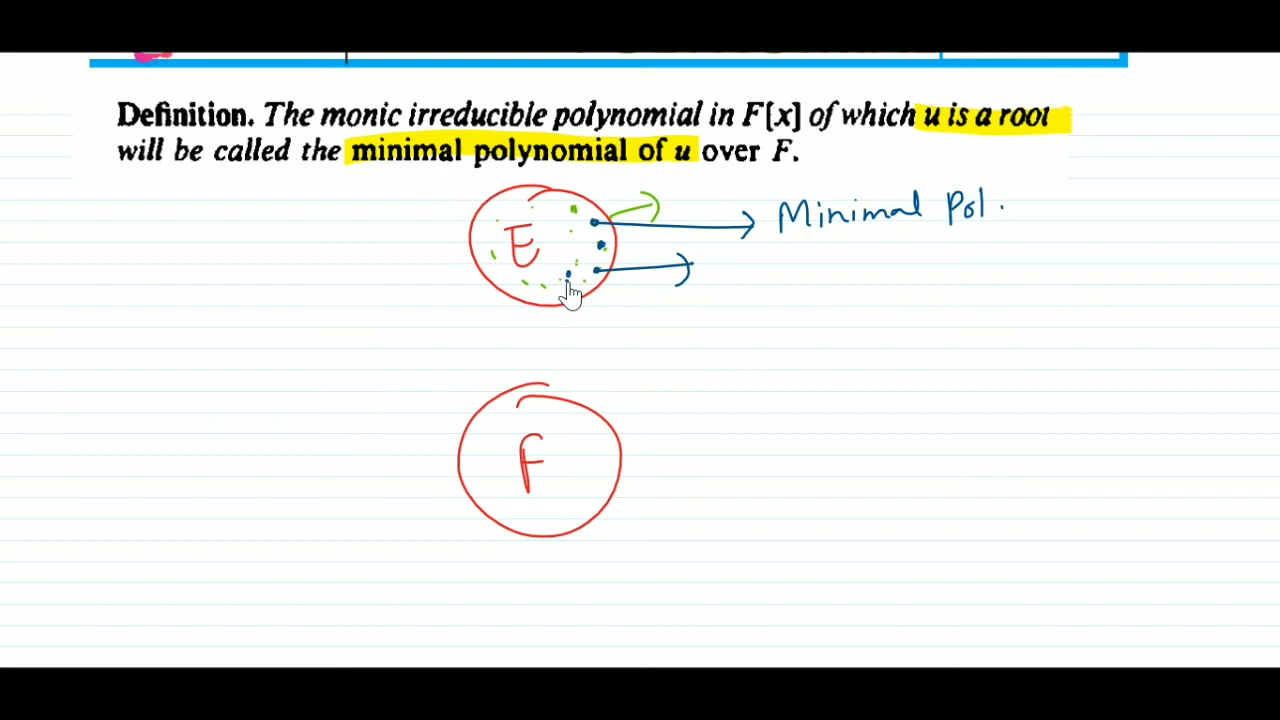 Definition. The monic irreducible polynomial in F[x] of which u is a root
will be called the minimal polynomial of u over F.
E
Minimal Pol.
F